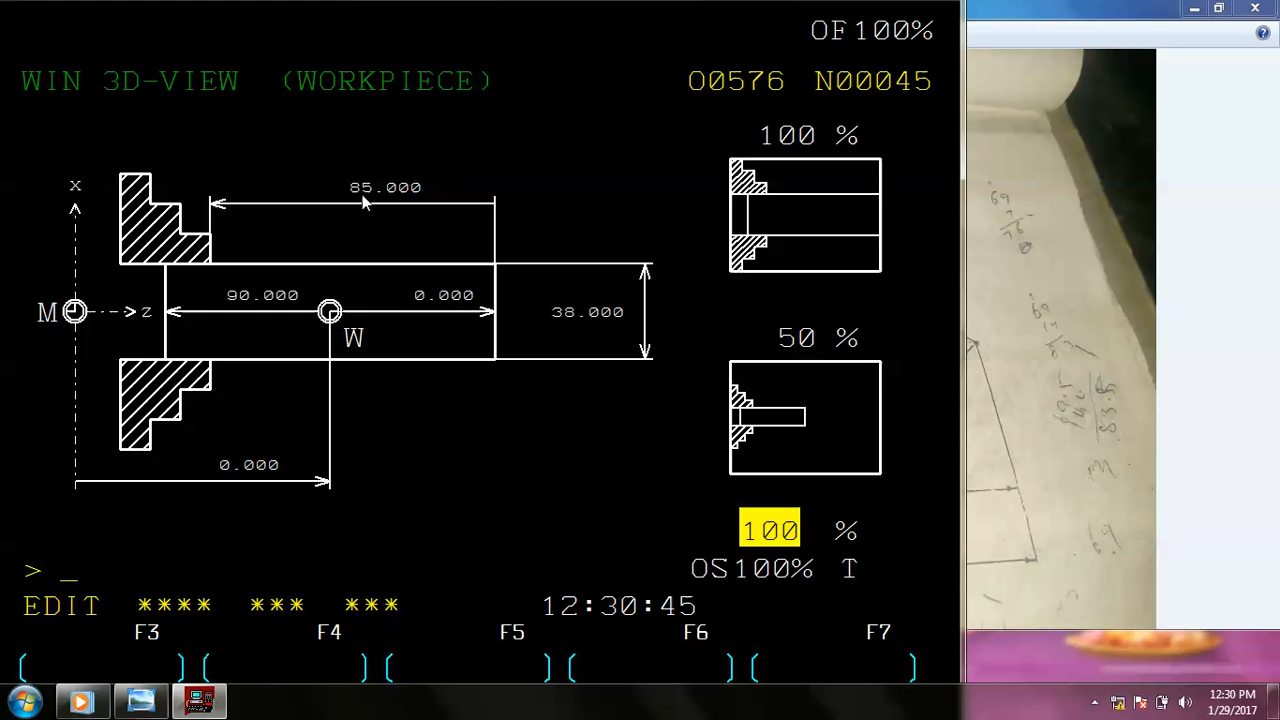 OF100%
WIN 3D-VIEW (WORKPIECE) O0576 N00045
100 %
X
85.000
90.000 0.000
M Z 38.000
W
50 %
0.000
100 %
> _ OS100% T
EDIT **** *** *** 12:30:45
F3 F4 F5 F6 F7
12:30 PM
1/29/2017